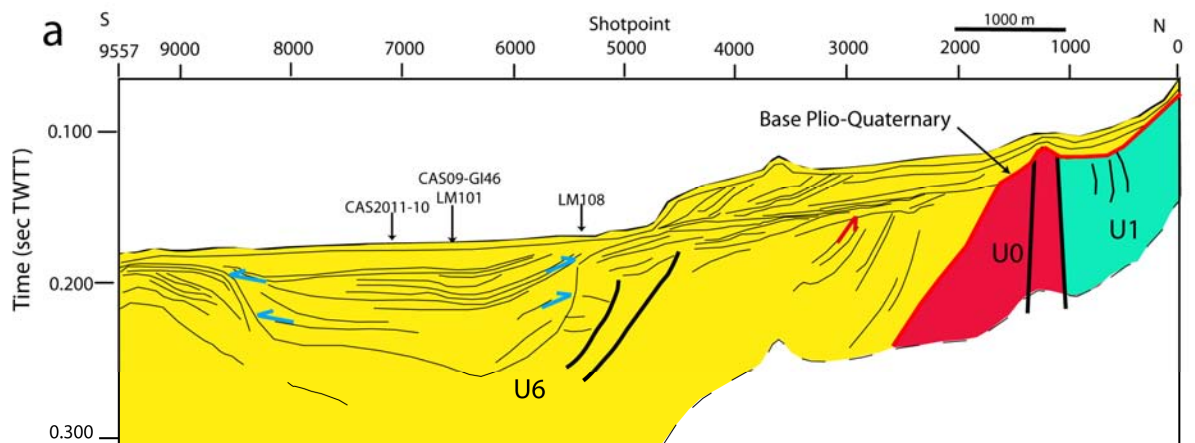 a
S
Shotpoint
1000 m
N
9557 9000 8000 7000 6000 5000 4000 3000 2000 1000 0
Time (sec TWTT)
0.100
0.200
0.300
Base Plio-Quaternary
CAS09-GI46
CAS2011-10 LM101 LM108
U0
U1
U6